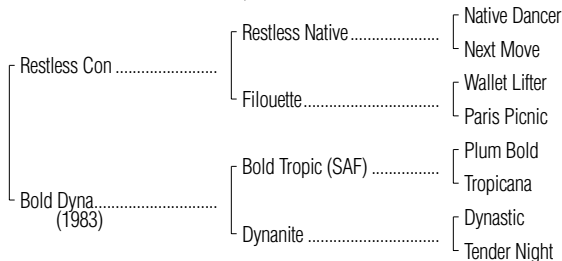 Native Dancer
Restless Native
Next Move
Restless Con
Wallet Lifter
Filouette
Paris Picnic
Plum Bold
Bold Tropic (SAF)
Tropicana
Bold Dyna
(1983)
Dynastic
Dynanite
Tender Night